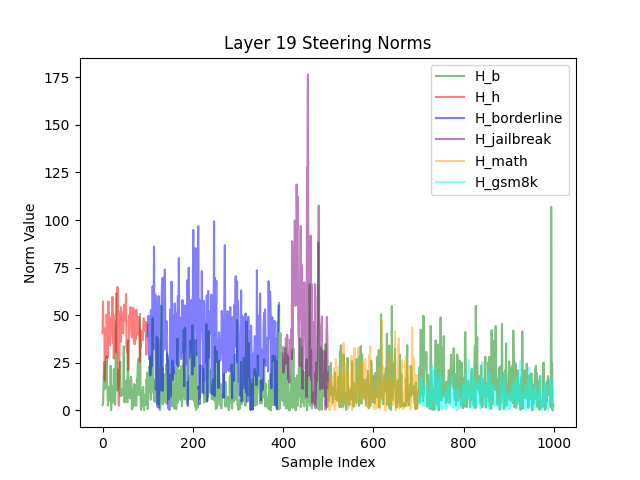 Layer 19 Steering Norms
H_b
H_h
H_borderline
H_jailbreak
H_math
H_gsm8k
Norm Value
175
150
125
100
75
50
25
0
0 200 400 600 800 1000
Sample Index